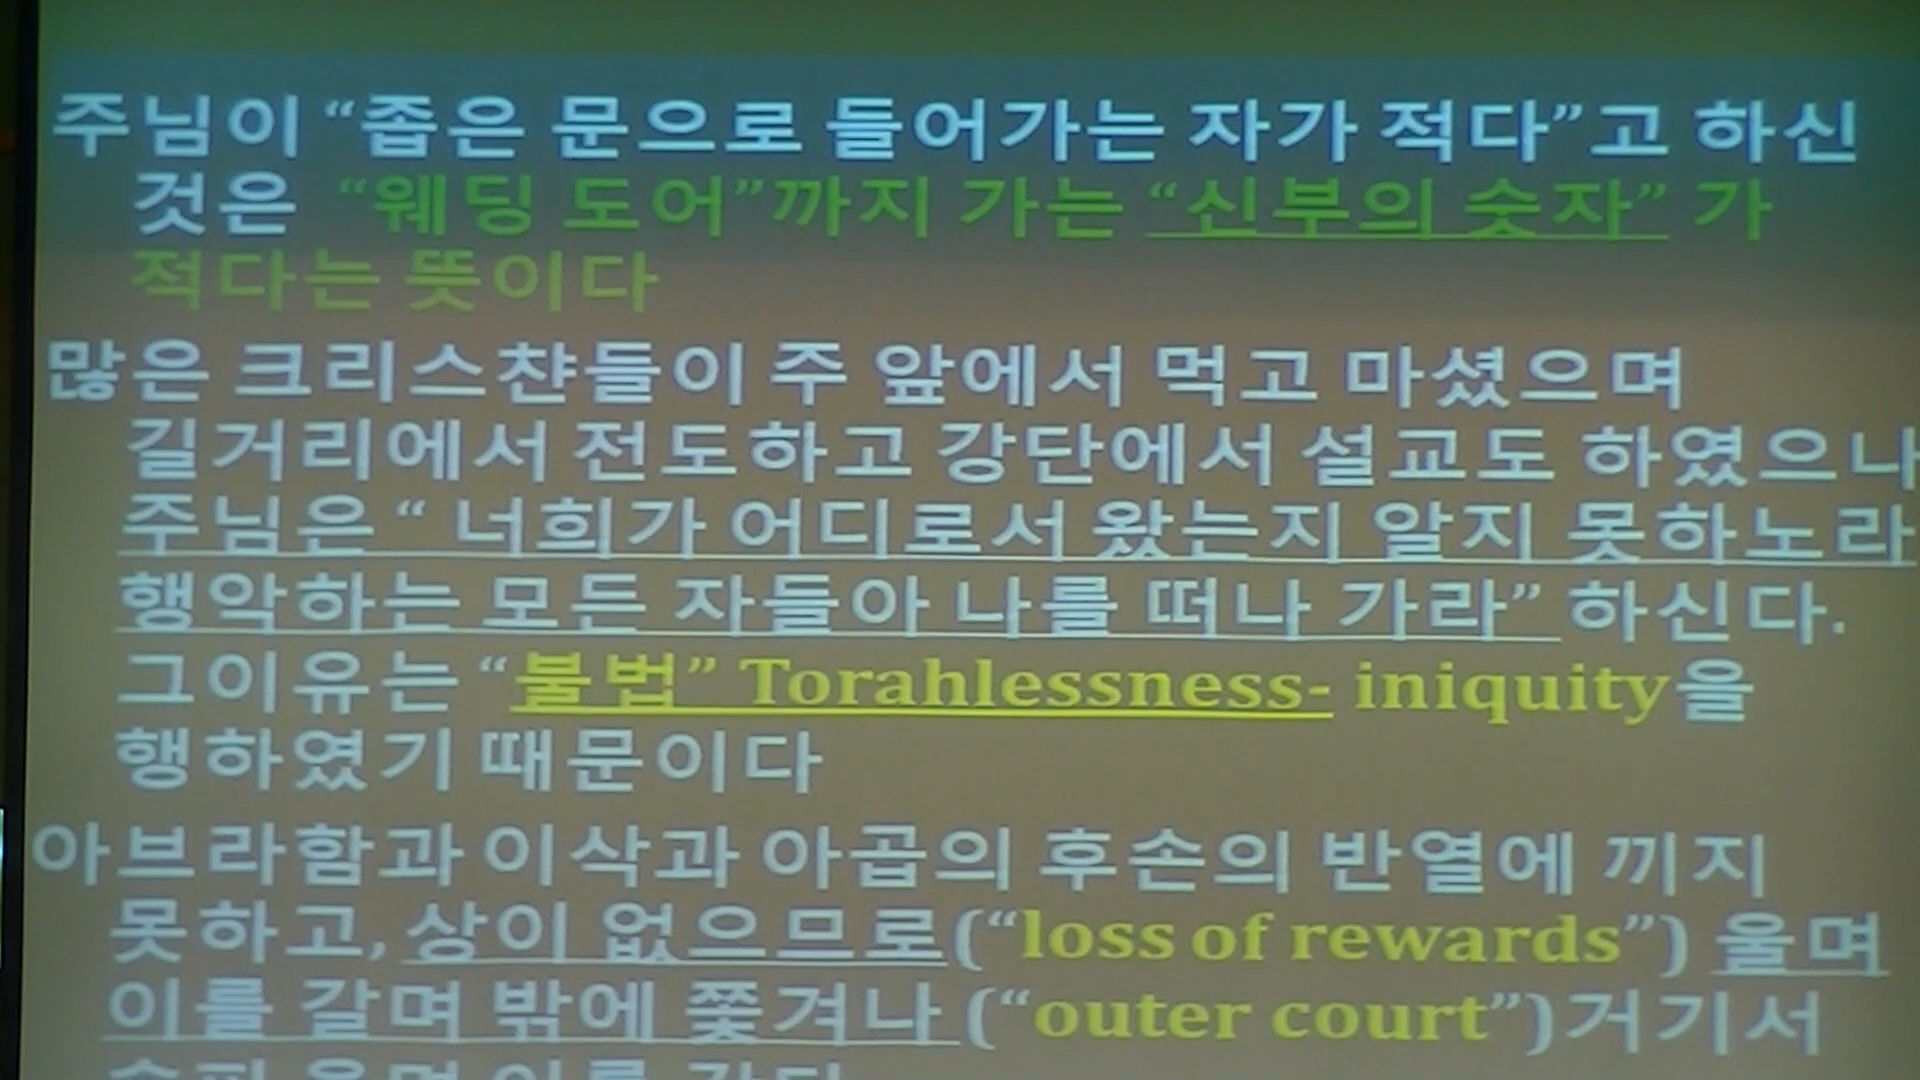 주님이 “좁은 문으로 들어가는 자가 적다”고 하신
것은 “웨딩 도어”까지 가는 “신부의 숫자” 가
적다는 뜻이다
많은 크리스챤들이 주 앞에서 먹고 마셨으며
길거리에서 전도하고 강단에서 설교도 하였으나
주님은 “ 너희가 어디로서 왔는지 알지 못하노라
행악하는 모든 자들아 나를 떠나 가라” 하신다.
그이유는 “불법” Torahlessness- iniquity을
행하였기 때문이다
아브라함과 이삭과 야곱의 후손의 반열에 끼지
못하고, 상이 없으므로(“loss of rewards”) 울며
이를 갈며 밖에 쫓겨나 (“outer court”)거기서
울며 이를 간다